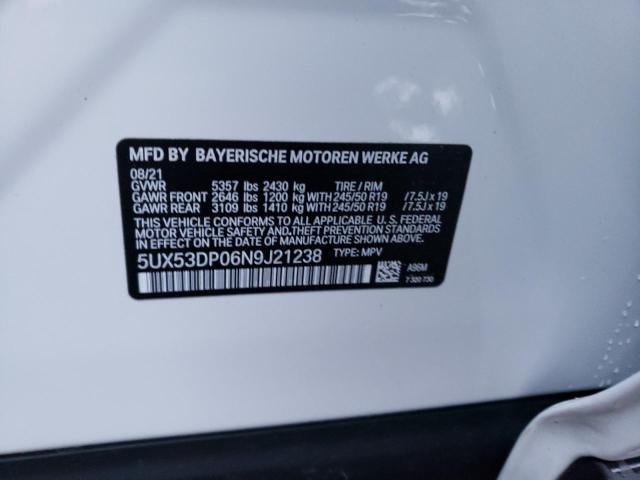 MFD BY BAYERISCHE MOTOREN WERKE AG
08/21
GVWR 5357 lbs 2430 kg TIRE / RIM
GAWR FRONT 2646 lbs 1200 kg WITH 245/50 R19 / 7.5J x 19
GAWR REAR 3109 lbs 1410 kg WITH 245/50 R19 / 7.5J x 19
THIS VEHICLE CONFORMS TO ALL APPLICABLE U. S. FEDERAL
MOTOR VEHICLE SAFETY AND THEFT PREVENTION STANDARDS
IN EFFECT ON THE DATE OF MANUFACTURE SHOWN ABOVE.
5UX53DP06N9J21238 TYPE: MPV
A96M
7 320 730